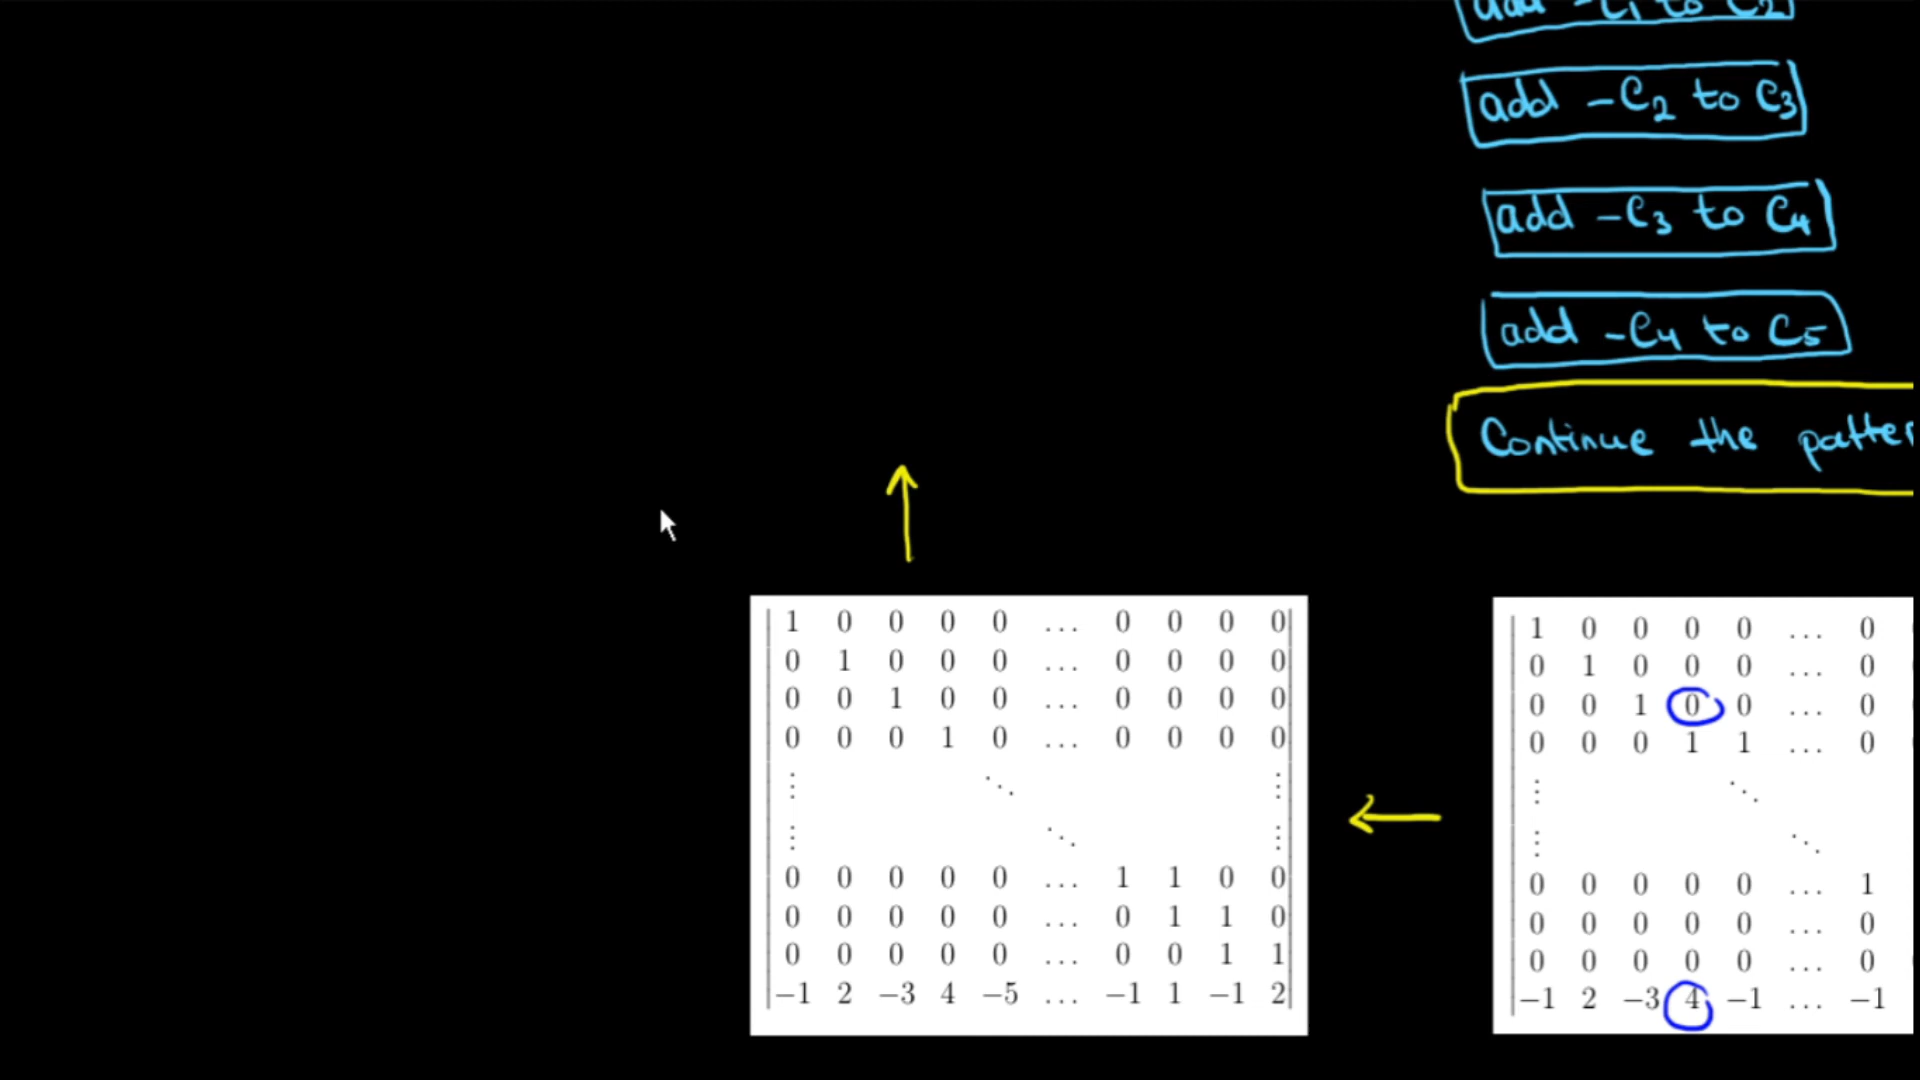 add -C1 to C2
add -C2 to C3
add -C3 to C4
add -C4 to C5
Continue the patter
1 0 0 0 0 ... 0 0 0 0
0 1 0 0 0 ... 0 0 0 0
0 0 1 0 0 ... 0 0 0 0
0 0 0 1 0 ... 0 0 0 0
⋮ ⋱ ⋮
⋮ ⋱ ⋮
0 0 0 0 0 ... 1 1 0 0
0 0 0 0 0 ... 0 1 1 0
0 0 0 0 0 ... 0 0 1 1
−1 2 −3 4 −5 ... −1 1 −1 2
1 0 0 0 0 ... 0
0 1 0 0 0 ... 0
0 0 1 0 0 ... 0
0 0 0 1 1 ... 0
⋮ ⋱
⋮ ⋱
0 0 0 0 0 ... 1
0 0 0 0 0 ... 0
0 0 0 0 0 ... 0
−1 2 −3 4 −1 ... −1